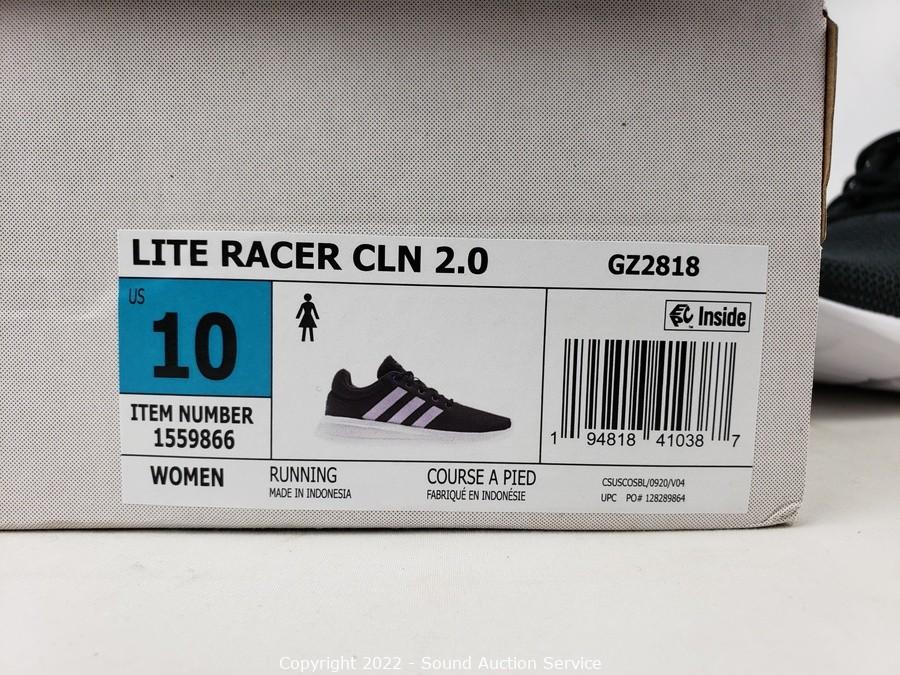 LITE RACER CLN 2.0
GZ2818
US
10
EPC Inside
ITEM NUMBER
1559866
1 94818 41038 7
WOMEN
RUNNING
MADE IN INDONESIA
COURSE A PIED
FABRIQUÉ EN INDONÉSIE
CSUSCOSBL/0920/V04
UPC PO# 128289864
Copyright 2022 - Sound Auction Service